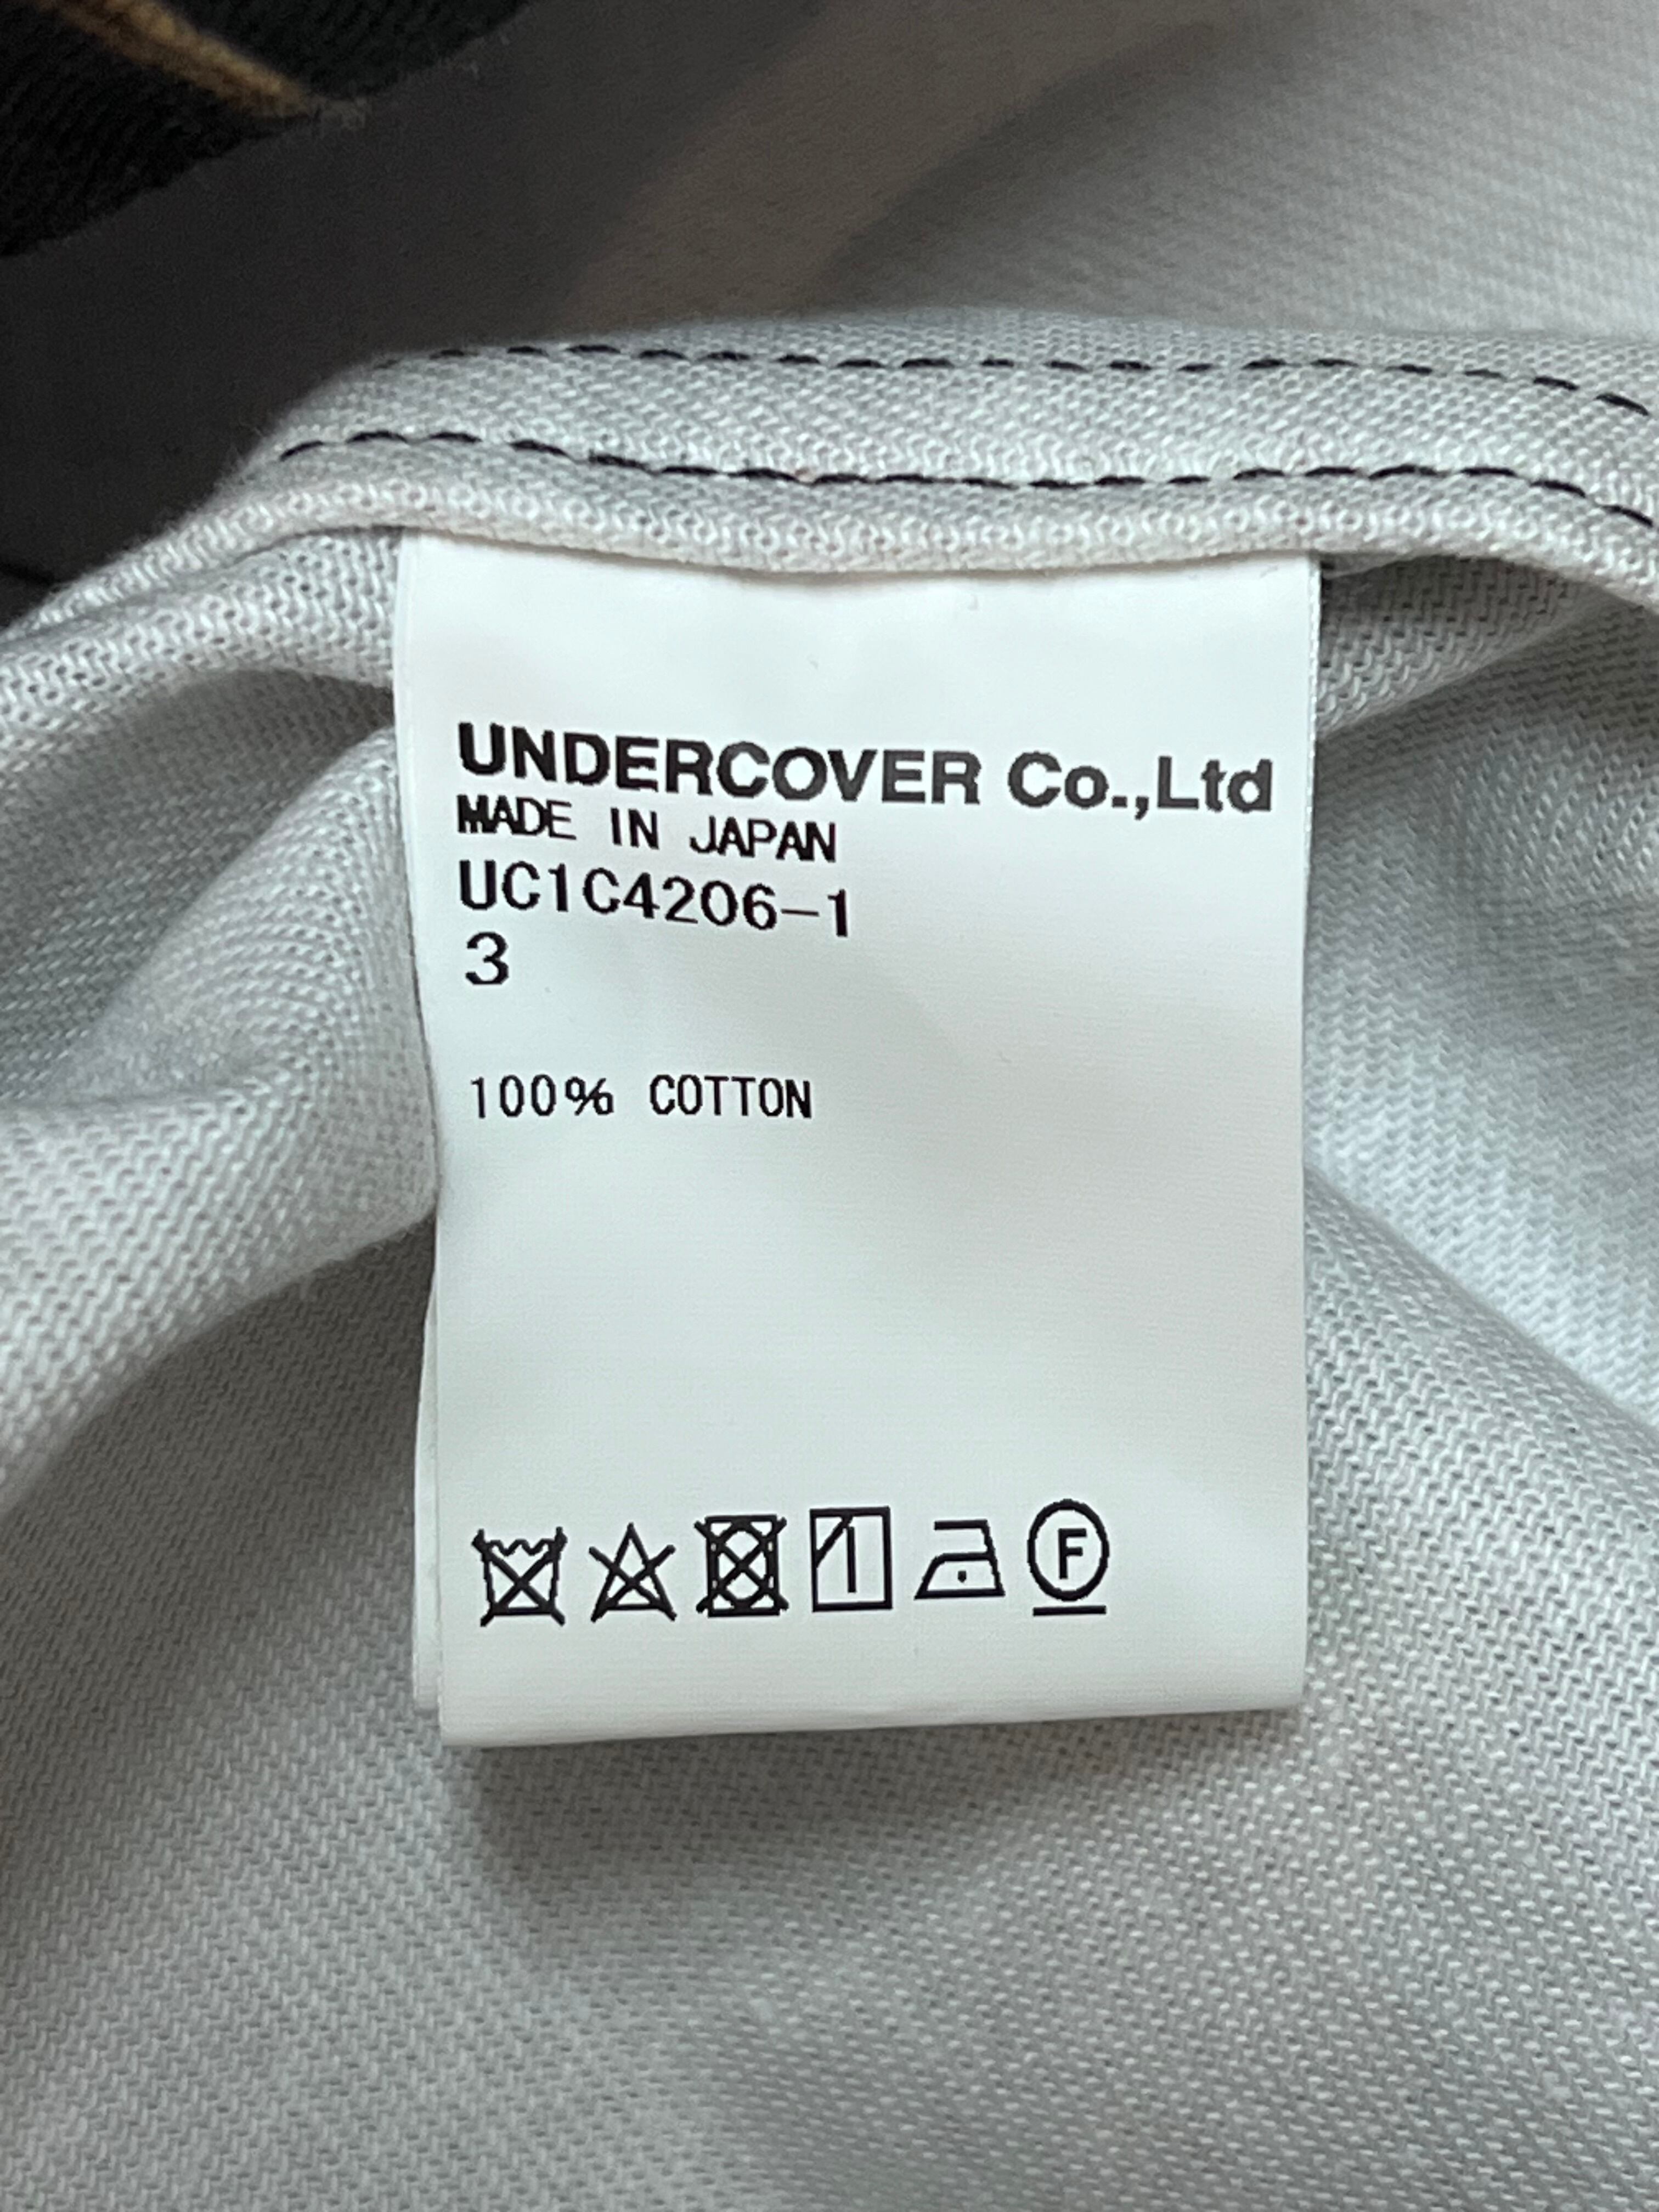 UNDERCOVER Co.,Ltd
MADE IN JAPAN
UC1C4206-1
3
100% COTTON
F